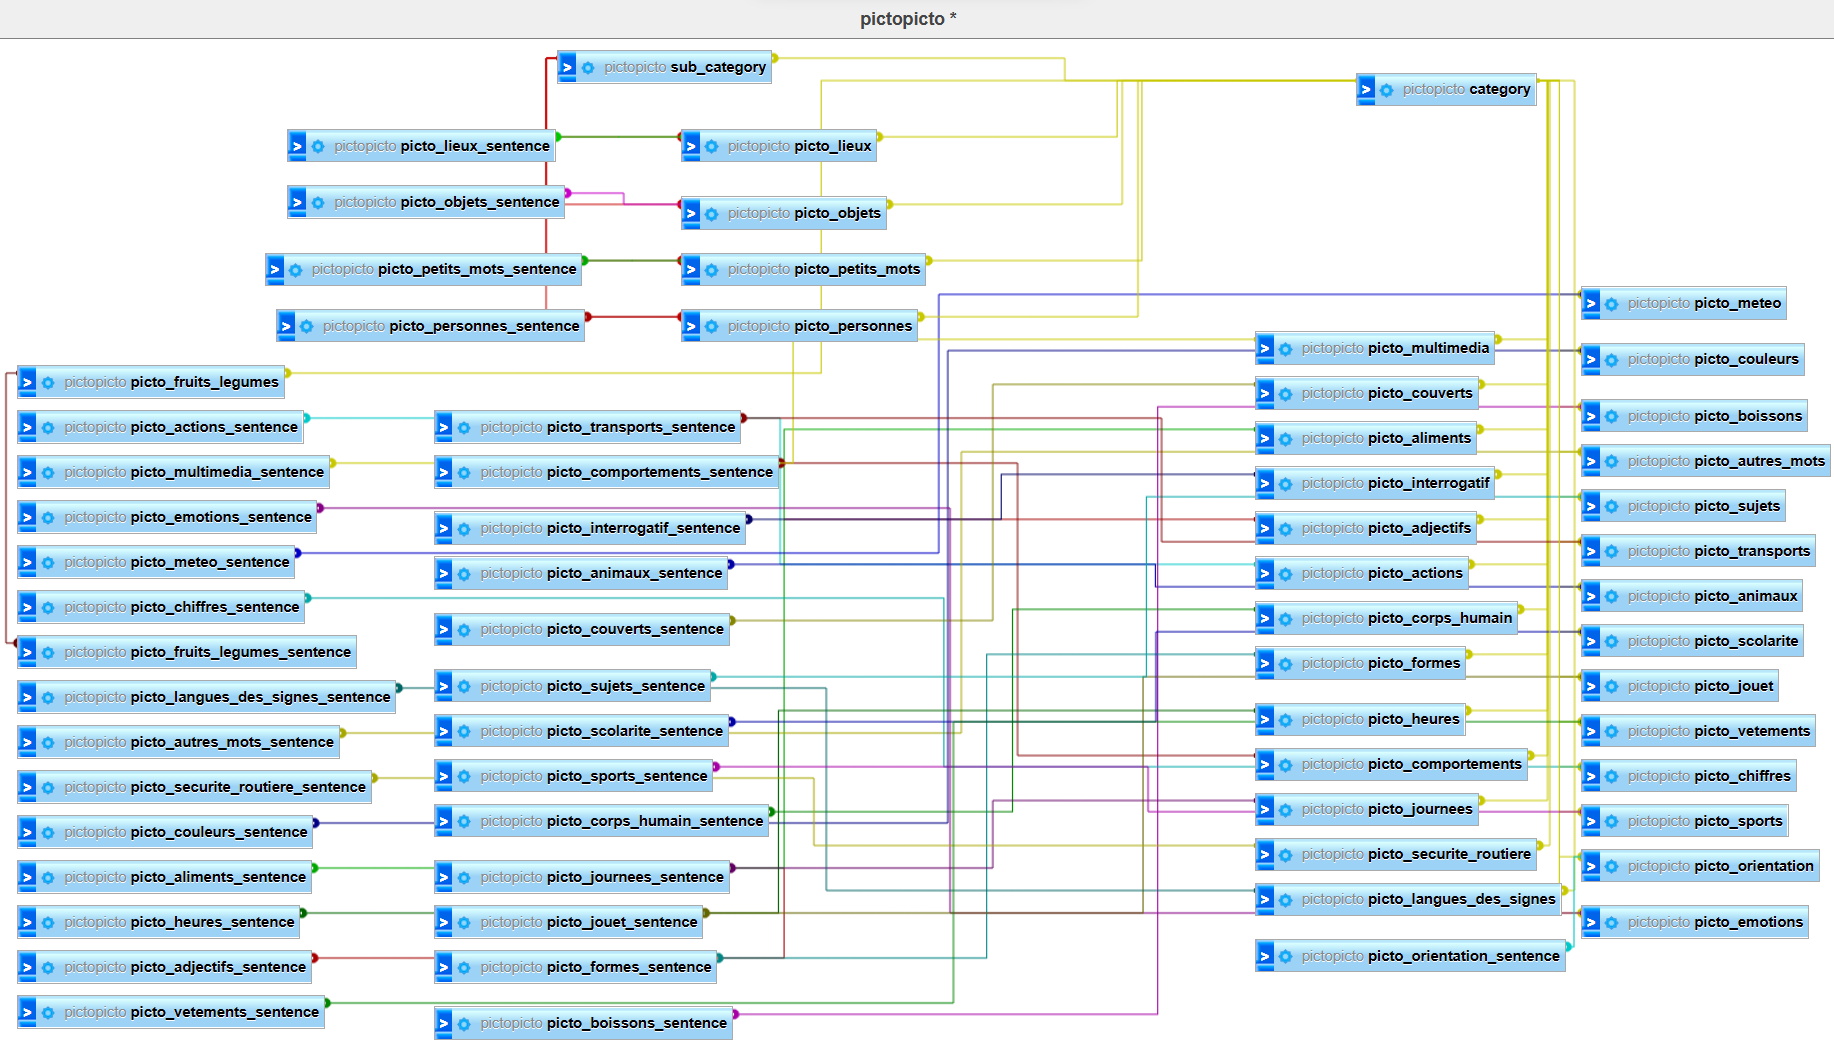 pictopicto *
pictopicto sub_category
pictopicto category
pictopicto picto_lieux_sentence
pictopicto picto_lieux
pictopicto picto_objets_sentence
pictopicto picto_objets
pictopicto picto_petits_mots_sentence
pictopicto picto_petits_mots
pictopicto picto_personnes_sentence
pictopicto picto_personnes
pictopicto picto_fruits_legumes
pictopicto picto_actions_sentence
pictopicto picto_multimedia_sentence
pictopicto picto_emotions_sentence
pictopicto picto_meteo_sentence
pictopicto picto_chiffres_sentence
pictopicto picto_fruits_legumes_sentence
pictopicto picto_langues_des_signes_sentence
pictopicto picto_autres_mots_sentence
pictopicto picto_securite_routiere_sentence
pictopicto picto_couleurs_sentence
pictopicto picto_aliments_sentence
pictopicto picto_heures_sentence
pictopicto picto_adjectifs_sentence
pictopicto picto_vetements_sentence
pictopicto picto_transports_sentence
pictopicto picto_comportements_sentence
pictopicto picto_interrogatif_sentence
pictopicto picto_animaux_sentence
pictopicto picto_couverts_sentence
pictopicto picto_sujets_sentence
pictopicto picto_scolarite_sentence
pictopicto picto_sports_sentence
pictopicto picto_corps_humain_sentence
pictopicto picto_journees_sentence
pictopicto picto_jouet_sentence
pictopicto picto_formes_sentence
pictopicto picto_boissons_sentence
pictopicto picto_multimedia
pictopicto picto_couverts
pictopicto picto_aliments
pictopicto picto_interrogatif
pictopicto picto_adjectifs
pictopicto picto_actions
pictopicto picto_corps_humain
pictopicto picto_formes
pictopicto picto_heures
pictopicto picto_comportements
pictopicto picto_journees
pictopicto picto_securite_routiere
pictopicto picto_langues_des_signes
pictopicto picto_orientation_sentence
pictopicto picto_meteo
pictopicto picto_couleurs
pictopicto picto_boissons
pictopicto picto_autres_mots
pictopicto picto_sujets
pictopicto picto_transports
pictopicto picto_animaux
pictopicto picto_scolarite
pictopicto picto_jouet
pictopicto picto_vetements
pictopicto picto_chiffres
pictopicto picto_sports
pictopicto picto_orientation
pictopicto picto_emotions